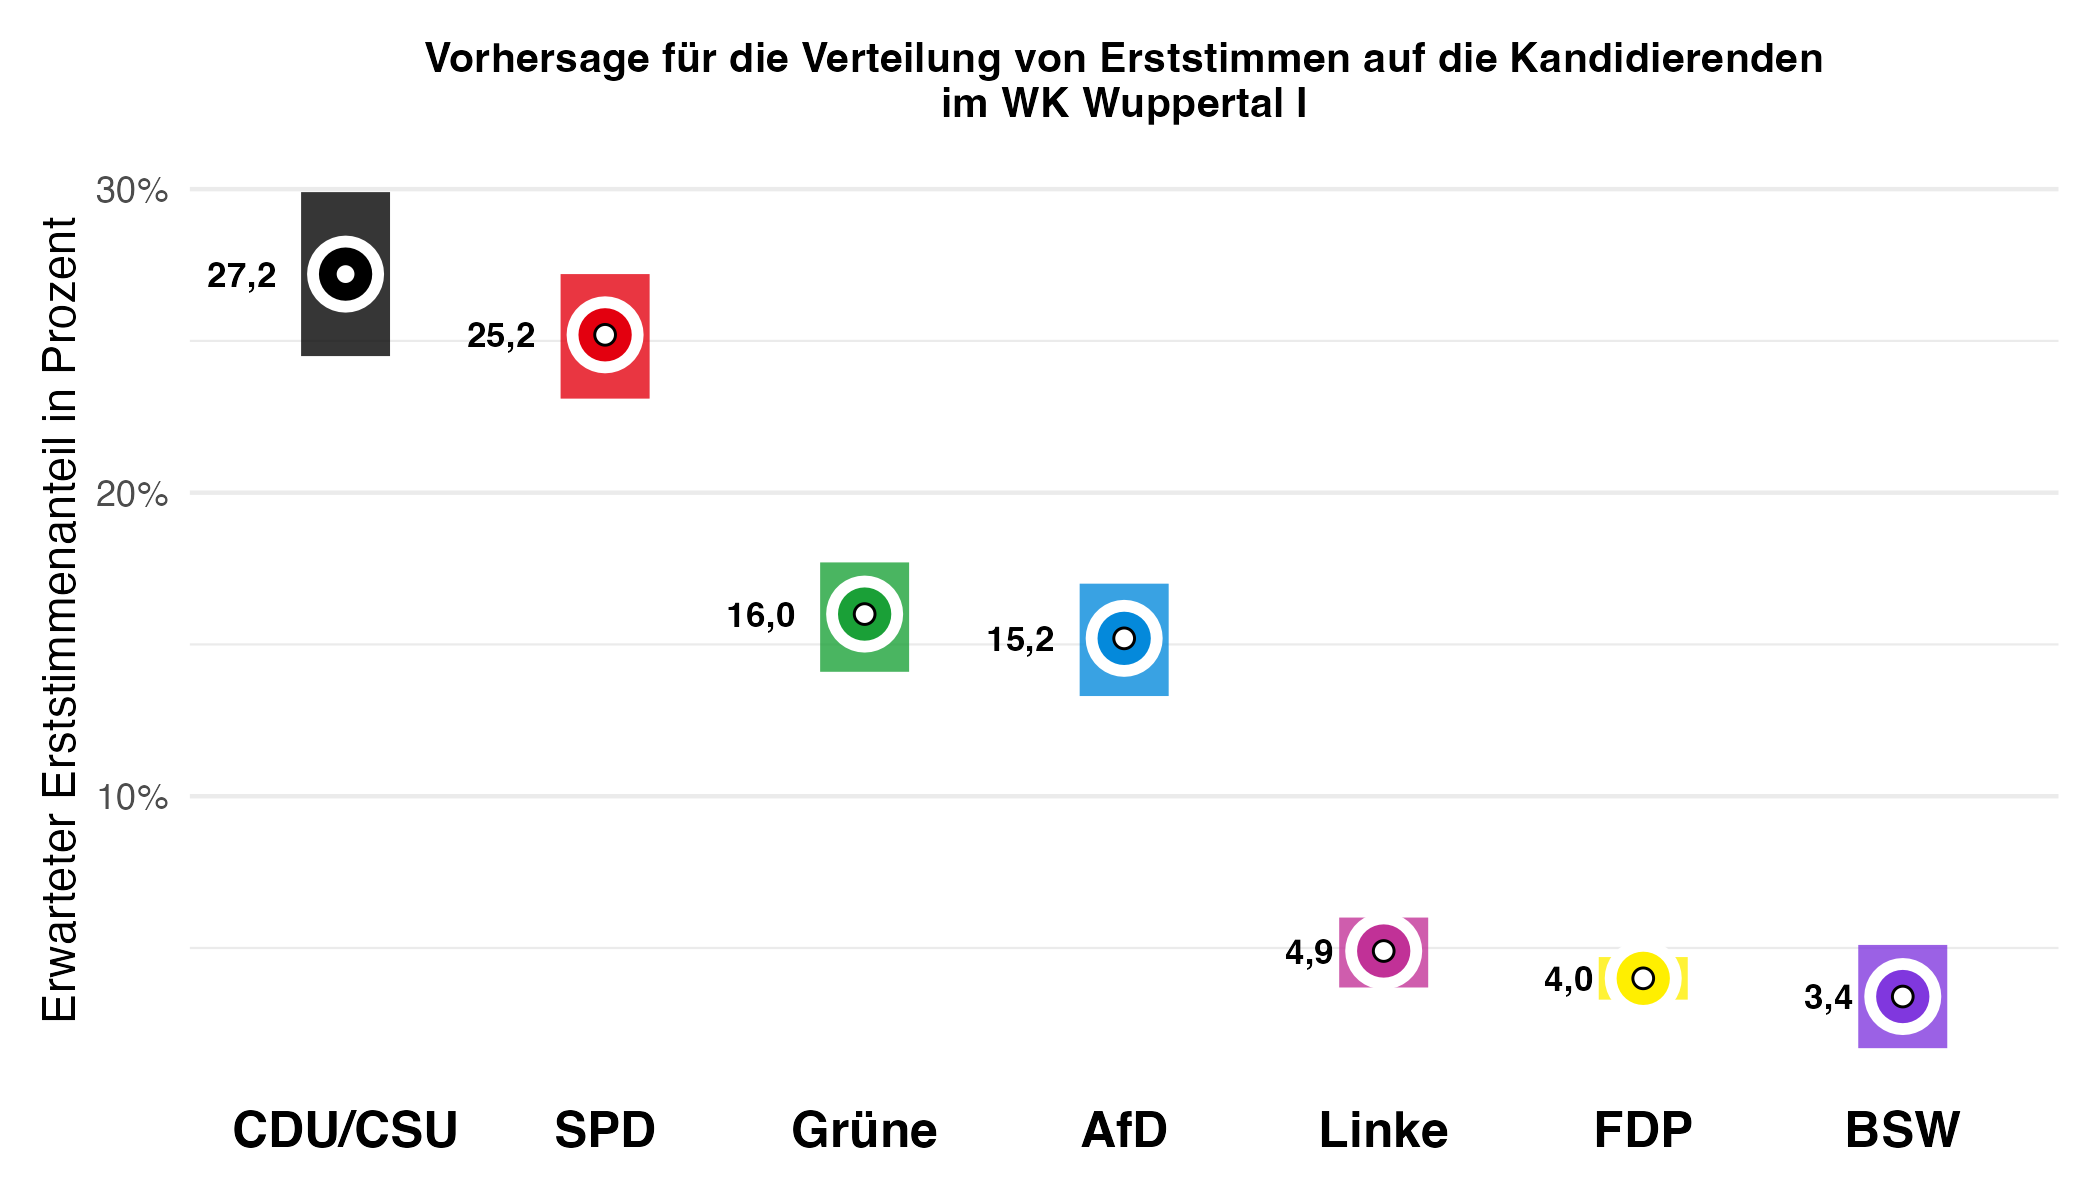 Vorhersage für die Verteilung von Erststimmen auf die Kandidierenden
im WK Wuppertal I
Erwarteter Erststimmenanteil in Prozent
30%
20%
10%
27,2
25,2
16,0
15,2
4,9
4,0
3,4
CDU/CSU
SPD
Grüne
AfD
Linke
FDP
BSW